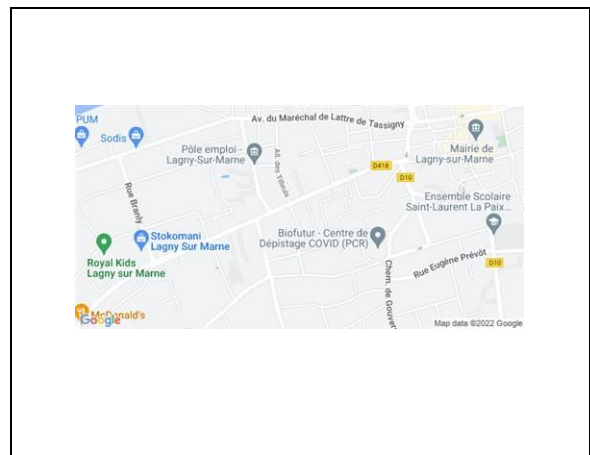 PUM
Av. du Maréchal de Lattre de Tassigny
Sodis
Pôle emploi -
Lagny-Sur-Marne
All. des Tilleuls
Mairie de
Lagny-sur-Marne
D418
D10
Rue Branly
Ensemble Scolaire
Saint-Laurent La Paix...
Stokomani
Lagny Sur Marne
Biofutur - Centre de
Dépistage COVID (PCR)
Royal Kids
Lagny sur Marne
Rue Eugène Prévôt
D10
Chem. de Gouver
McDonald's
Google
Map data ©2022 Google